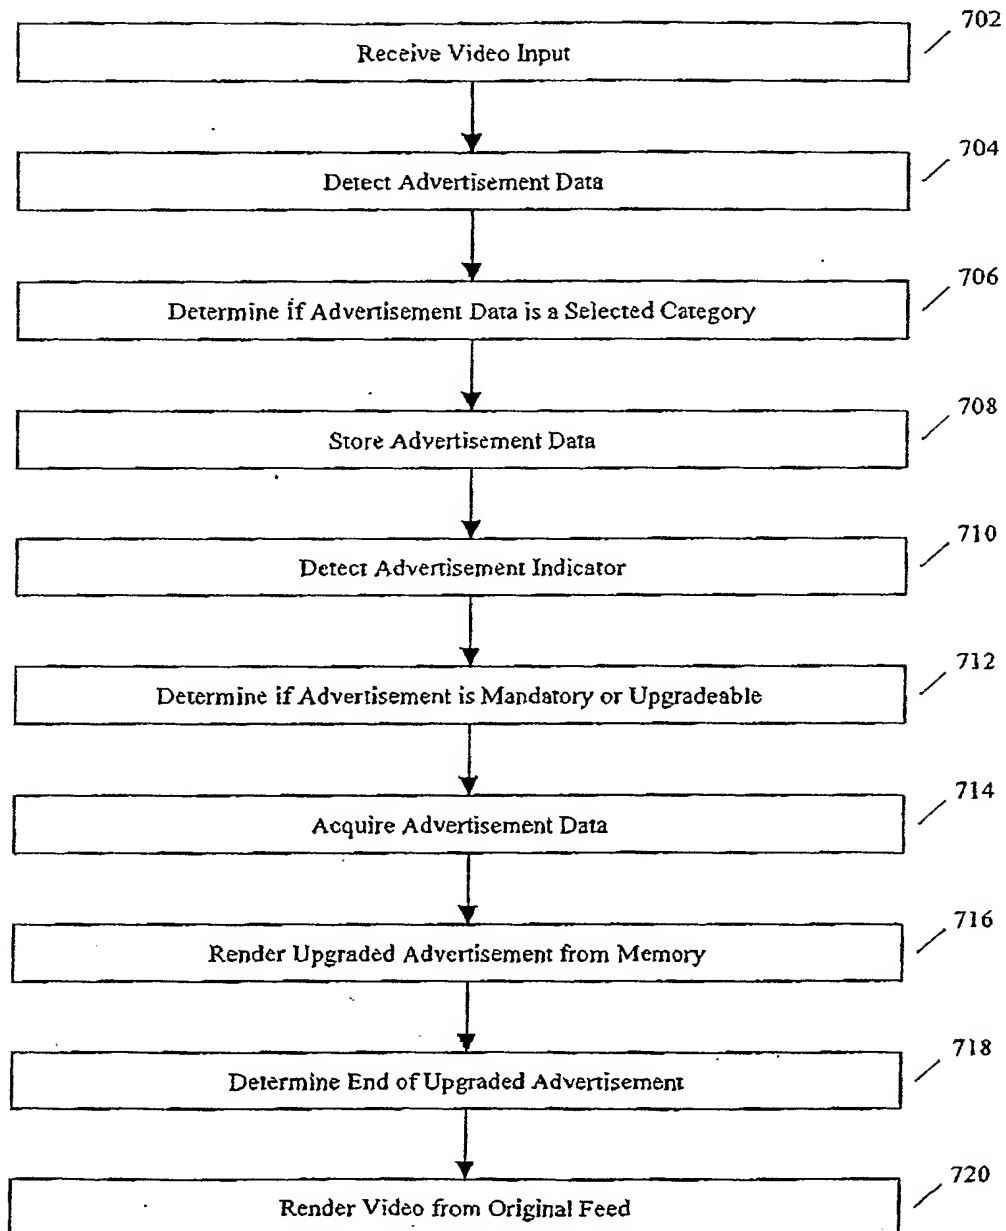 702
Receive Video Input
704
Detect Advertisement Data
706
Determine if Advertisement Data is a Selected Category
708
Store Advertisement Data
710
Detect Advertisement Indicator
712
Determine if Advertisement is Mandatory or Upgradeable
714
Acquire Advertisement Data
716
Render Upgraded Advertisement from Memory
718
Determine End of Upgraded Advertisement
720
Render Video from Original Feed